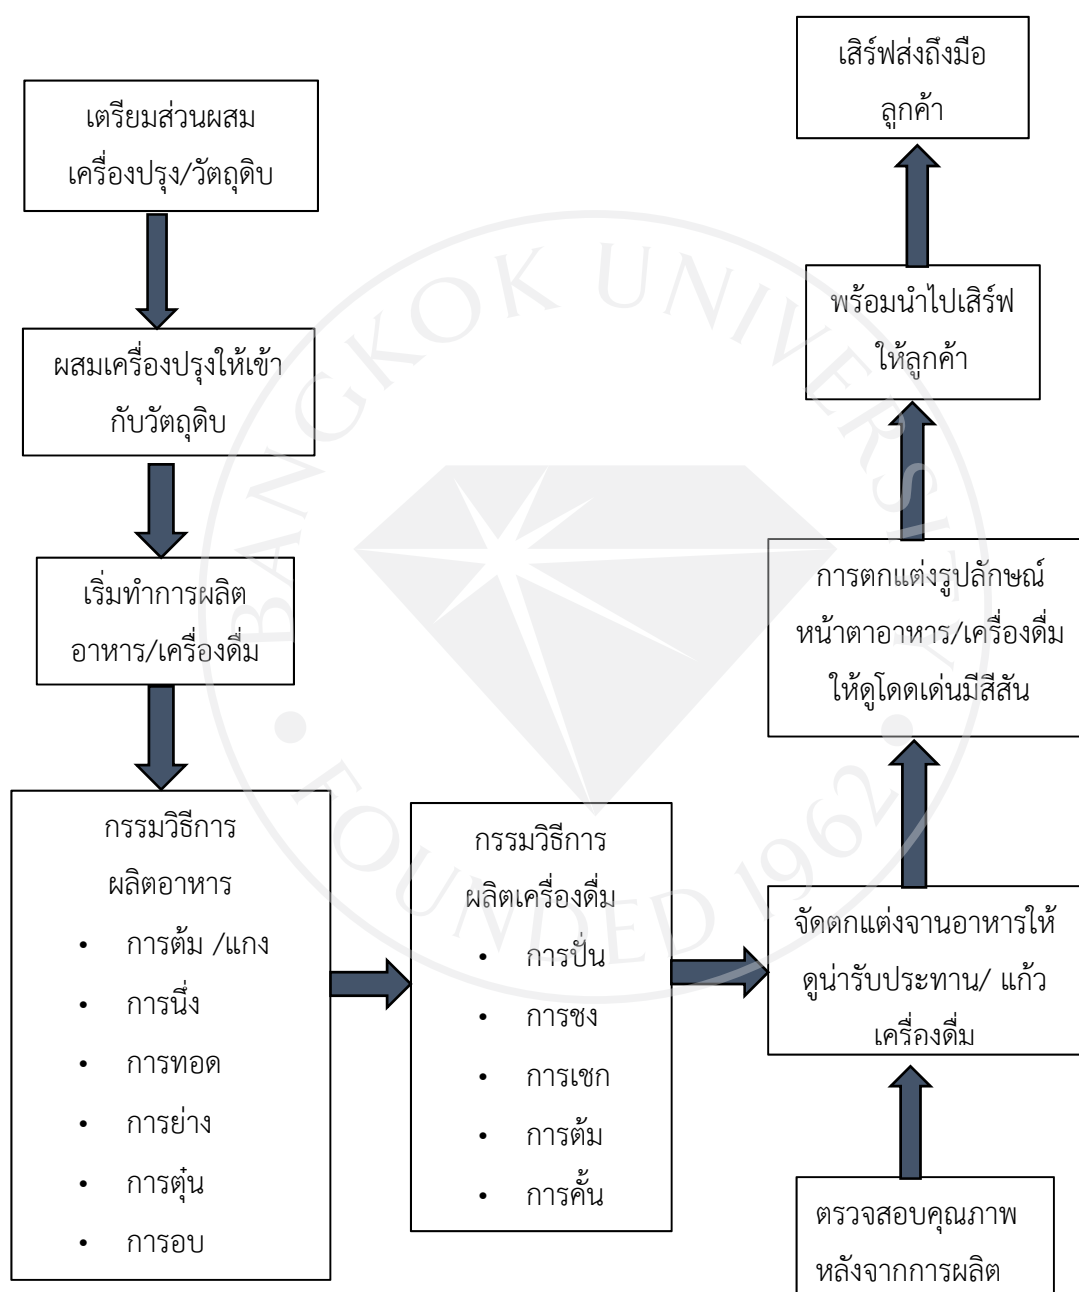 เตรียมส่วนผสม
เครื่องปรุง/วัตถุดิบ
ผสมเครื่องปรุงให้เข้า
กับวัตถุดิบ
เริ่มทำการผลิต
อาหาร/เครื่องดื่ม
กรรมวิธีการ
ผลิตอาหาร
• การต้ม /แกง
• การนึ่ง
• การทอด
• การย่าง
• การตุ๋น
• การอบ
กรรมวิธีการ
ผลิตเครื่องดื่ม
• การปั่น
• การชง
• การเชก
• การต้ม
• การคั้น
ตรวจสอบคุณภาพ
หลังจากการผลิต
จัดตกแต่งจานอาหารให้
ดูน่ารับประทาน/ แก้ว
เครื่องดื่ม
การตกแต่งรูปลักษณ์
หน้าตาอาหาร/เครื่องดื่ม
ให้ดูโดดเด่นมีสีสัน
พร้อมนำไปเสิร์ฟ
ให้ลูกค้า
เสิร์ฟส่งถึงมือ
ลูกค้า
BANGKOK UNIVERSITY
FOUNDED 1962